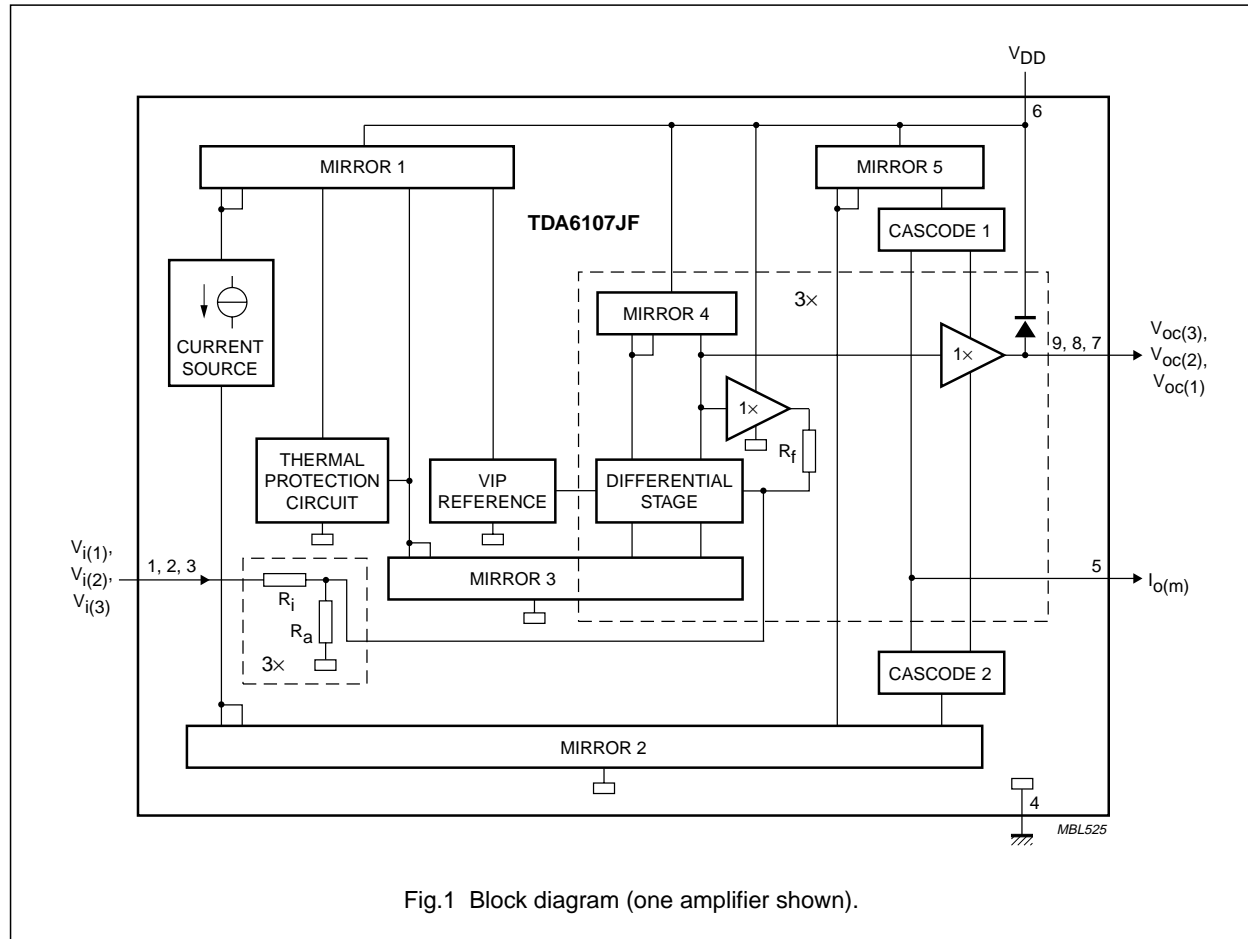 VDD
6
MIRROR 1
MIRROR 5
TDA6107JF
CASCODE 1
3×
MIRROR 4
CURRENT
SOURCE
1×
9, 8, 7
Voc(3),
Voc(2),
Voc(1)
1×
Rf
THERMAL
PROTECTION
CIRCUIT
VIP
REFERENCE
DIFFERENTIAL
STAGE
Vi(1),
Vi(2),
Vi(3)
1, 2, 3
MIRROR 3
5
Io(m)
Ri
Ra
3×
CASCODE 2
MIRROR 2
4
MBL525
Fig.1 Block diagram (one amplifier shown).